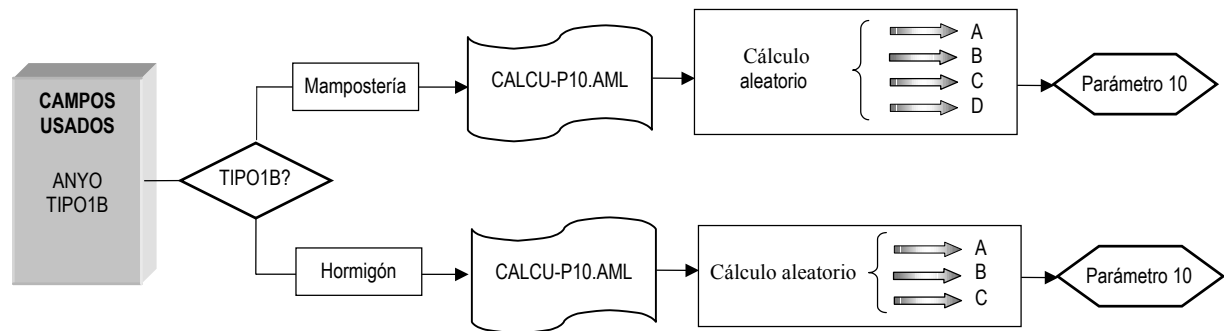 CAMPOS
USADOS
ANYO
TIPO1B
TIPO1B?
Mampostería
CALCU-P10.AML
Cálculo
aleatorio
A
B
C
D
Parámetro 10
Hormigón
CALCU-P10.AML
Cálculo aleatorio
A
B
C
Parámetro 10